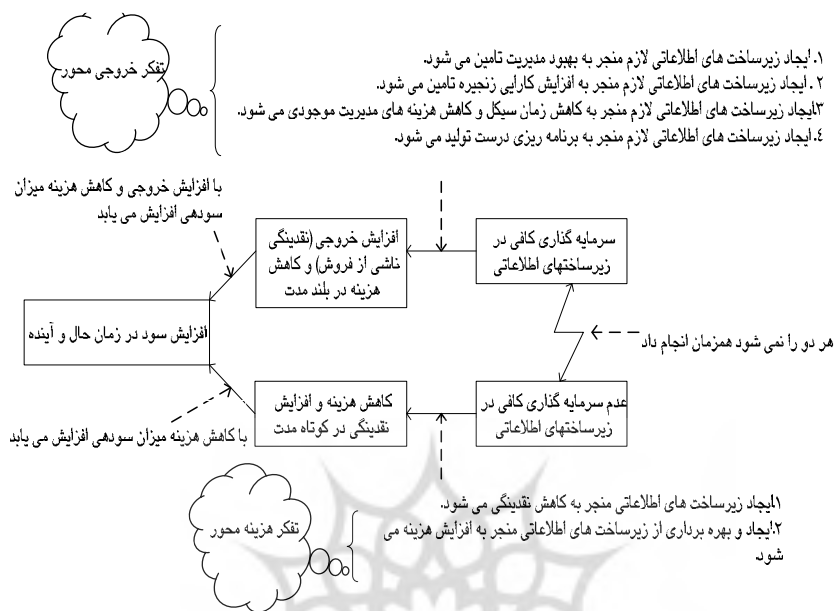 تفکر خروجی محور
۱. ایجاد زیرساخت های اطلاعاتی لازم منجر به بهبود مدیریت تامین می شود.
۲. ایجاد زیرساخت های اطلاعاتی لازم منجر به افزایش کارایی زنجیره تامین می شود.
۳.ایجاد زیرساخت های اطلاعاتی لازم منجر به کاهش زمان سیکل و کاهش هزینه های مدیریت موجودی می شود.
۴. ایجاد زیرساخت های اطلاعاتی لازم منجر به برنامه ریزی درست تولید می شود.
با افزایش خروجی و کاهش هزینه میزان
سودهی افزایش می یابد
سرمایه گذاری کافی در
زیرساختهای اطلاعاتی
افزایش خروجی (نقدینگی
ناشی از فروش) و کاهش
هزینه در بلند مدت
افزایش سود در زمان حال و آینده
هر دو را نمی شود همزمان انجام داد
عدم سرمایه گذاری کافی در
زیرساختهای اطلاعاتی
کاهش هزینه و افزایش
نقدینگی در کوتاه مدت
با کاهش هزینه میزان سودهی افزایش می یابد
۱.ایجاد زیرساخت های اطلاعاتی منجر به کاهش نقدینگی می شود.
۲.ایجاد و بهره برداری از زیرساخت های اطلاعاتی منجر به افزایش هزینه می
شود.
تفکر هزینه محور